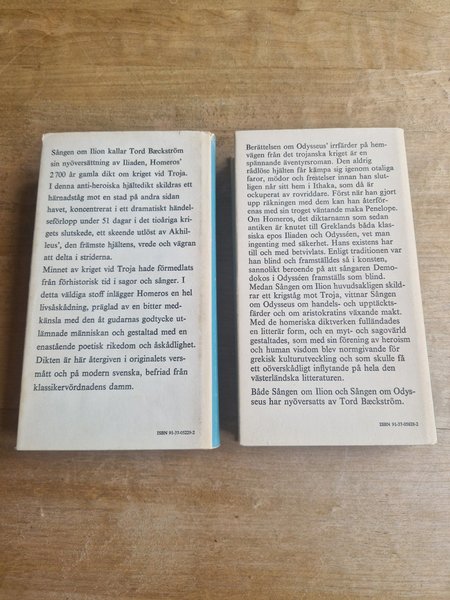 Sången om Ilion kallar Tord Bæckström
sin nyöversättning av Iliaden, Homeros'
2 700 år gamla dikt om kriget vid Troja.
I denna anti-heroiska hjältedikt skildras ett
härnadståg mot en stad på andra sidan
havet, koncentrerat i ett dramatiskt händel-
seförlopp under 51 dagar i det tioåriga kri-
gets slutskede, ett skeende utlöst av Akhil-
leus', den främste hjältens, vrede och vägran
att delta i striderna.
Minnet av kriget vid Troja hade förmedlats
från förhistorisk tid i sagor och sånger. I
detta väldiga stoff inlägger Homeros en hel
livsåskådning, präglad av en bitter med-
känsla med den åt gudarnas godtycke ut-
lämnade människan och gestaltad med en
enastående poetisk rikedom och åskådlighet.
Dikten är här återgiven i originalets vers-
mått och på modern svenska, befriad från
klassikervördnadens damm.
ISBN 91-37-05229-2
Berättelsen om Odysseus' irrfärder på hem-
vägen från det trojanska kriget är en
spännande äventyrsroman. Den aldrig
rådlöse hjälten får kämpa sig igenom otaliga
faror, mödor och frestelser innan han slut-
ligen når sitt hem i Ithaka, som då är
ockuperat av rovriddare. Först när han gjort
upp räkningen med dem kan han återför-
enas med sin troget väntande maka Penelope.
Om Homeros, det diktarnamn som sedan
antiken är knutet till Greklands båda klas-
siska epos Iliaden och Odysséen, vet man
ingenting med säkerhet. Hans existens har
till och med betvivlats. Enligt traditionen var
han blind och framställdes så i konsten,
sannolikt beroende på att sångaren Demo-
dokos i Odysséen framställs som blind.
Medan Sången om Ilion huvudsakligen skild-
rar ett krigståg mot Troja, vittnar Sången
om Odysseus om handels- och upptäckts-
färder och om aristokratins växande makt.
Med de homeriska diktverken fulländades
en litterär form, och en myt- och sagovärld
gestaltades, som med sin förening av heroism
och human visdom blev normgivande för
grekisk kulturutveckling och som skulle få
ett oöverskådligt inflytande på hela den
västerländska litteraturen.
Både Sången om Ilion och Sången om Odys-
seus har nyöversatts av Tord Bæckström.